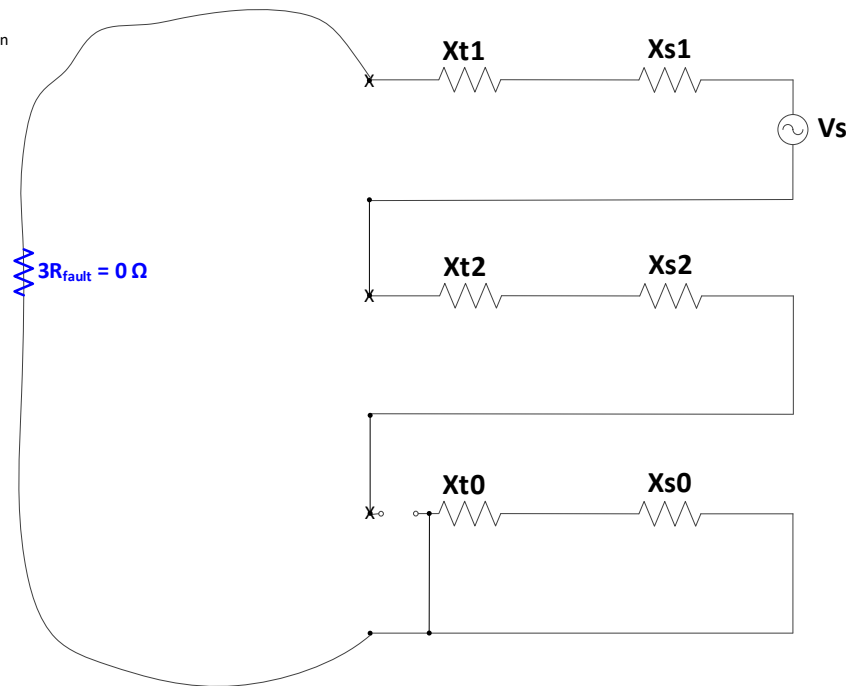 n
Xt1
Xs1
Vs
3Rfault = 0 Ω
Xt2
Xs2
Xt0
Xs0
X
X
X